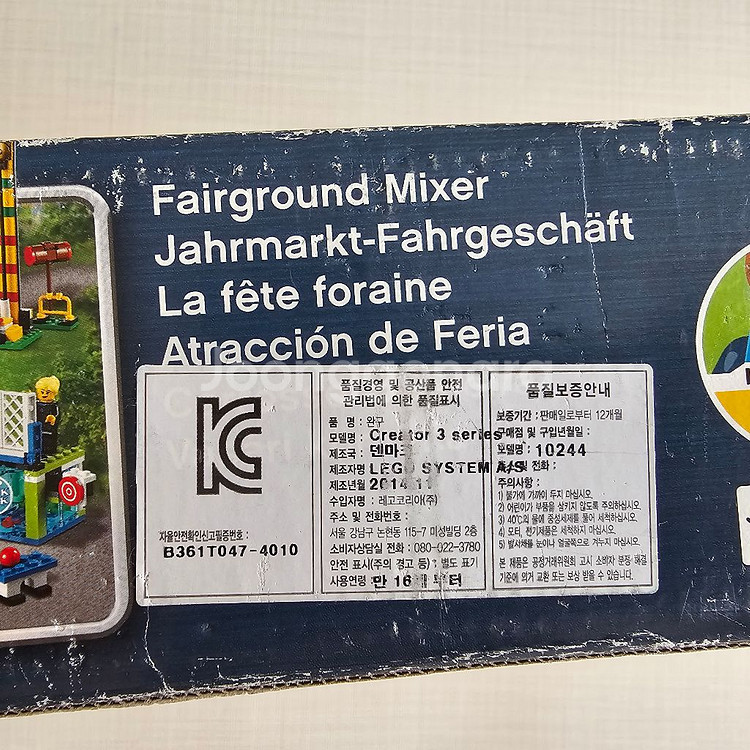 Fairground Mixer
Jahrmarkt-Fahrgeschäft
La fête foraine
Atracción de Feria
Joonggonara
KC
자율안전확인신고필증번호 :
B361T047-4010
품질경영 및 공산품 안전
관리법에 의한 품질표시
품 명 : 완구
모델명 : Creator 3 series
제조국 : 덴마크
제조자명 LEGO SYSTEM A/S
제조년월 2014.11
수입자명 : 레고코리아(주)
주소 및 전화번호 :
서울 강남구 논현동 115-7 미성빌딩 2층
소비자상담실 전화 : 080-022-3780
안전 표시(주의 경고 등) : 별도 표기
사용연령 만 16세 부터
품질보증안내
보증기간 : 판매일로부터 12개월
구매점 및 구입년월일 :
10244
및 전화 :
주의사항 :
1) 불가에 가까이 두지 마십시오.
2) 어린이가 부품을 삼키지 않도록 주의하십시오.
3) 40℃의 물에 중성세제를 풀어 세척하십시오.
4) 모터, 전기제품은 세척하지 마십시오.
5) 발사체를 눈이나 얼굴쪽으로 겨누지 마십시오.
본 제품은 공정거래위원회 고시 소비자 분쟁 해결
기준에 의거 교환 또는 보상 받을 수 있습니다.